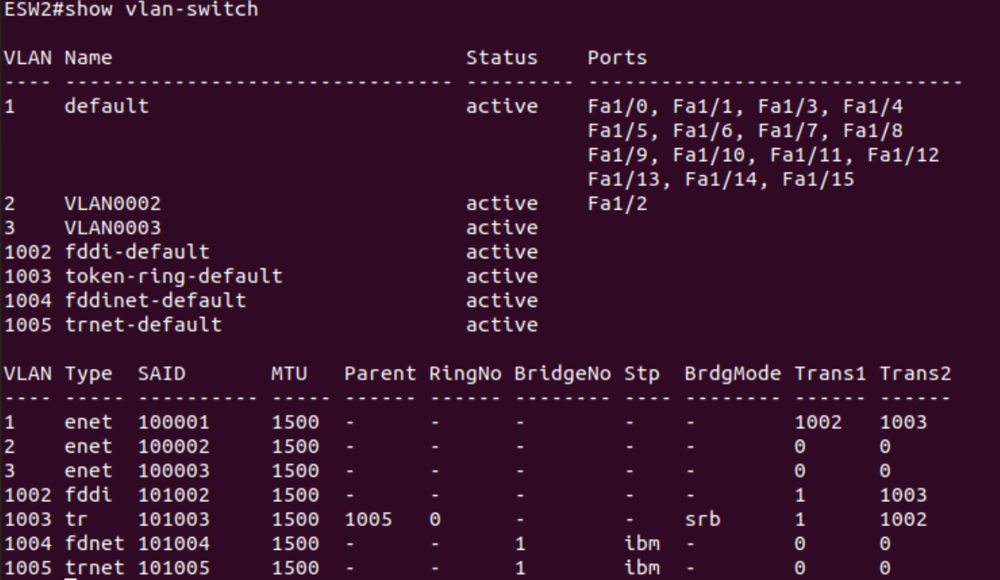 ESW2#show vlan-switch
VLAN Name                             Status    Ports
---- -------------------------------- --------- -------------------------------
1    default                          active    Fa1/0, Fa1/1, Fa1/3, Fa1/4
                                                Fa1/5, Fa1/6, Fa1/7, Fa1/8
                                                Fa1/9, Fa1/10, Fa1/11, Fa1/12
                                                Fa1/13, Fa1/14, Fa1/15
2    VLAN0002                         active    Fa1/2
3    VLAN0003                         active
1002 fddi-default                     active
1003 token-ring-default               active
1004 fddinet-default                  active
1005 trnet-default                    active
VLAN Type  SAID       MTU   Parent RingNo BridgeNo Stp  BrdgMode Trans1 Trans2
---- ----- ---------- ----- ------ ------ -------- ---- -------- ------ ------
1    enet  100001     1500  -      -      -        -    -        1002   1003
2    enet  100002     1500  -      -      -        -    -        0      0
3    enet  100003     1500  -      -      -        -    -        0      0
1002 fddi  101002     1500  -      -      -        -    -        1      1003
1003 tr    101003     1500  1005   0      -        -    srb      1      1002
1004 fdnet 101004     1500  -      -      1        ibm  -        0      0
1005 trnet 101005     1500  -      -      1        ibm  -        0      0